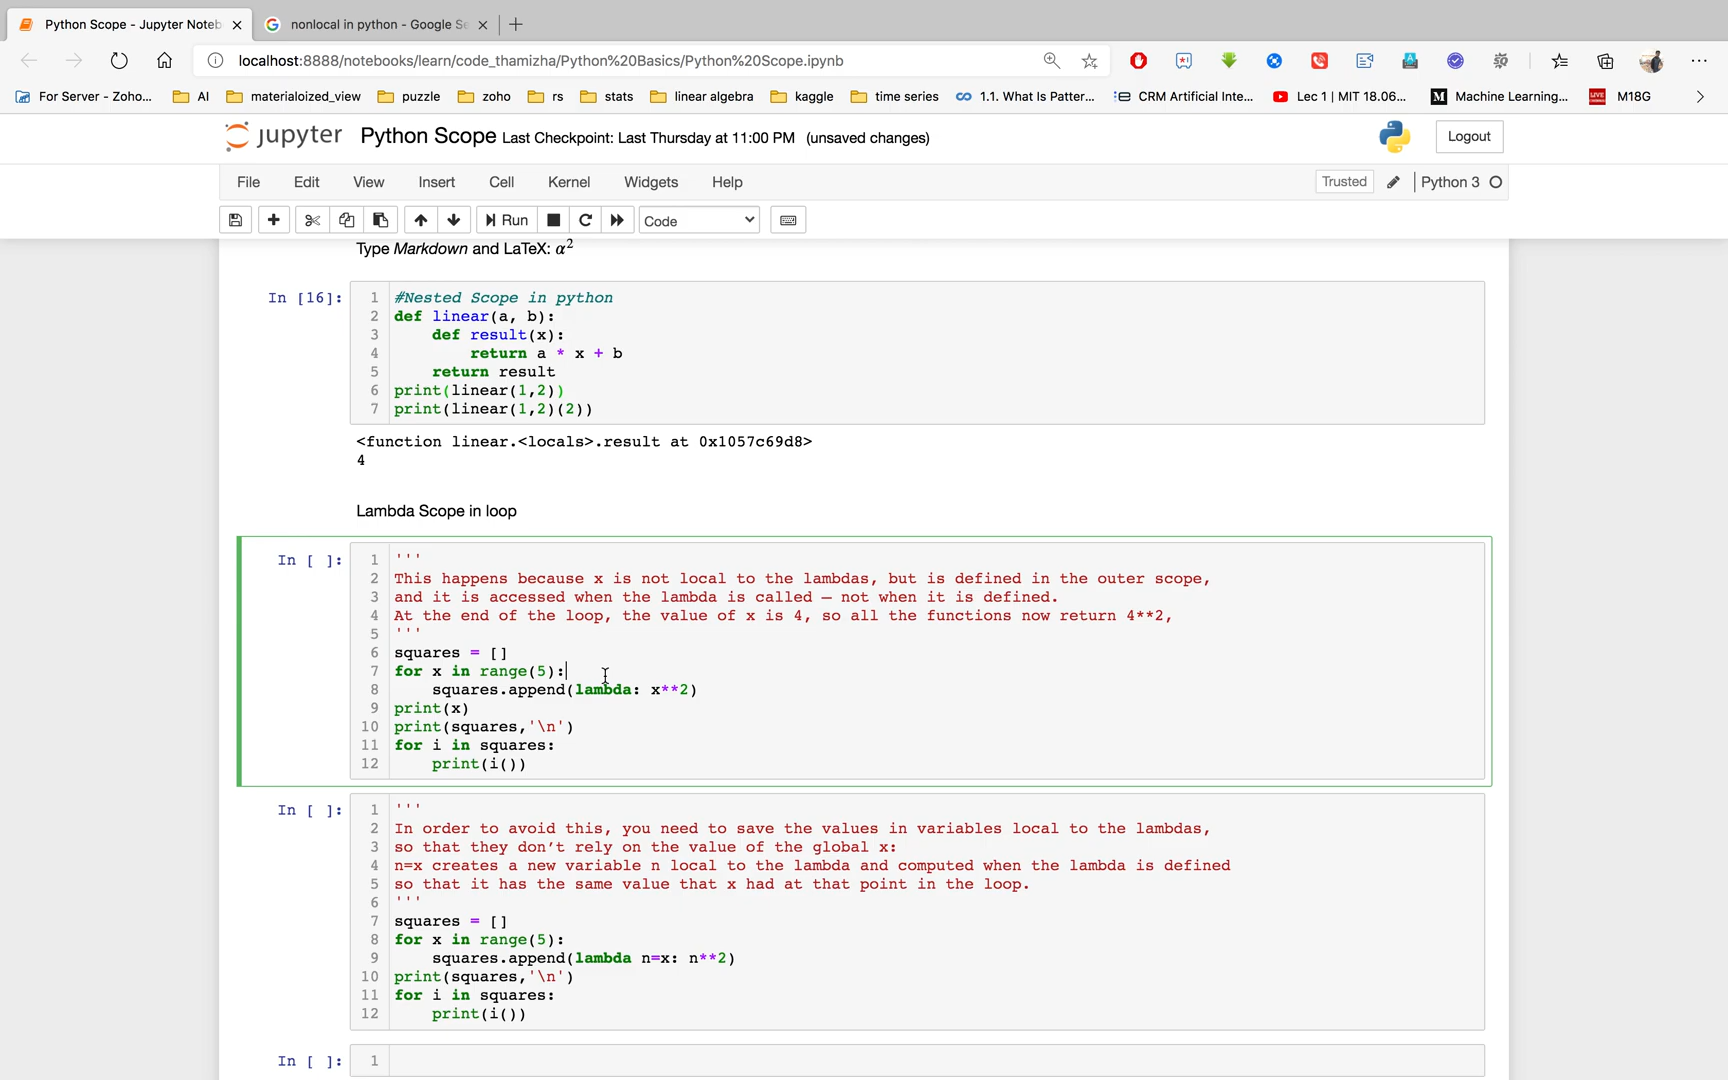 Python Scope - Jupyter Noteb
nonlocal in python - Google Se
localhost:8888/notebooks/learn/code_thamizha/Python%20Basics/Python%20Scope.ipynb
For Server - Zoho...
AI
materialoized_view
puzzle
zoho
rs
stats
linear algebra
kaggle
time series
1.1. What Is Patter...
CRM Artificial Inte...
Lec 1 | MIT 18.06...
Machine Learning...
M18G
jupyter Python Scope Last Checkpoint: Last Thursday at 11:00 PM (unsaved changes)
Logout
File Edit View Insert Cell Kernel Widgets Help
Trusted
Python 3
Run
Code
Type Markdown and LaTeX: α²
In [16]:
1 #Nested Scope in python
2 def linear(a, b):
3     def result(x):
4         return a * x + b
5     return result
6 print(linear(1,2))
7 print(linear(1,2)(2))
<function linear.<locals>.result at 0x1057c69d8>
4
Lambda Scope in loop
In [ ]:
1 '''
2 This happens because x is not local to the lambdas, but is defined in the outer scope,
3 and it is accessed when the lambda is called — not when it is defined.
4 At the end of the loop, the value of x is 4, so all the functions now return 4**2,
5 '''
6 squares = []
7 for x in range(5):
8     squares.append(lambda: x**2)
9 print(x)
10 print(squares,'\n')
11 for i in squares:
12     print(i())
In [ ]:
1 '''
2 In order to avoid this, you need to save the values in variables local to the lambdas,
3 so that they don’t rely on the value of the global x:
4 n=x creates a new variable n local to the lambda and computed when the lambda is defined
5 so that it has the same value that x had at that point in the loop.
6 '''
7 squares = []
8 for x in range(5):
9     squares.append(lambda n=x: n**2)
10 print(squares,'\n')
11 for i in squares:
12     print(i())
In [ ]:
1